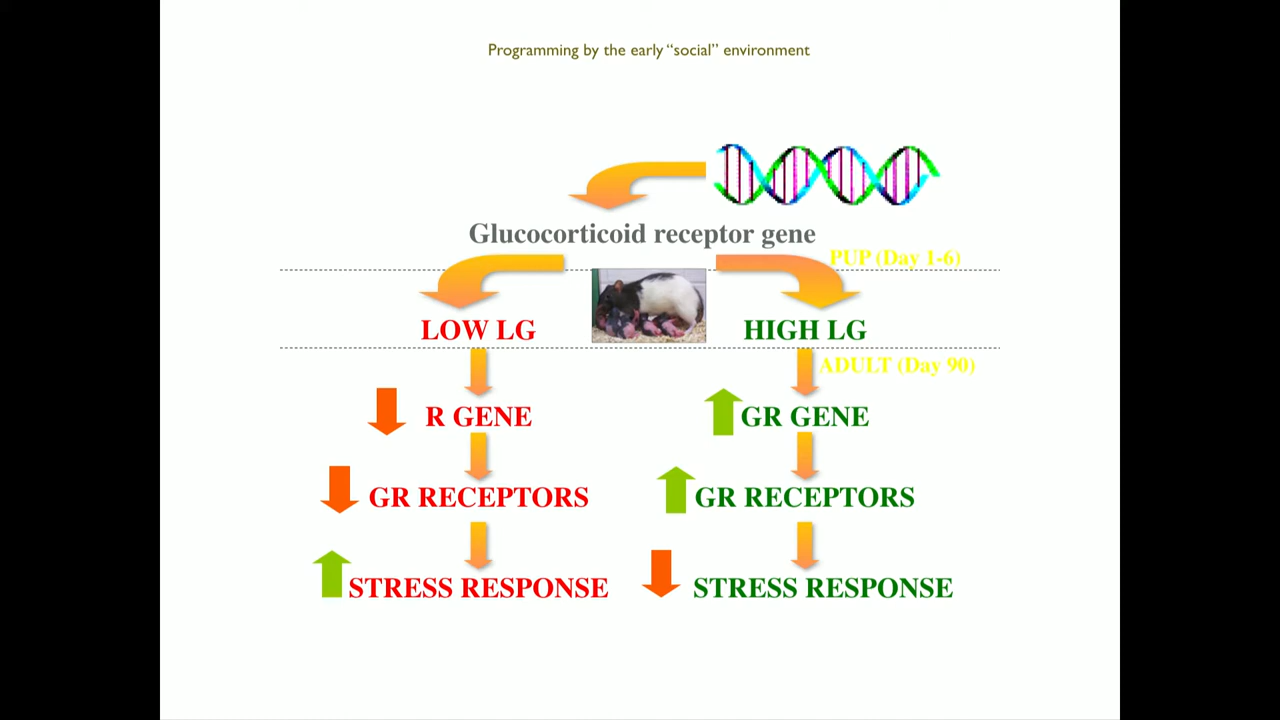 Programming by the early “social” environment
Glucocorticoid receptor gene
PUP (Day 1-6)
LOW LG
HIGH LG
ADULT (Day 90)
R GENE
GR GENE
GR RECEPTORS
GR RECEPTORS
STRESS RESPONSE
STRESS RESPONSE